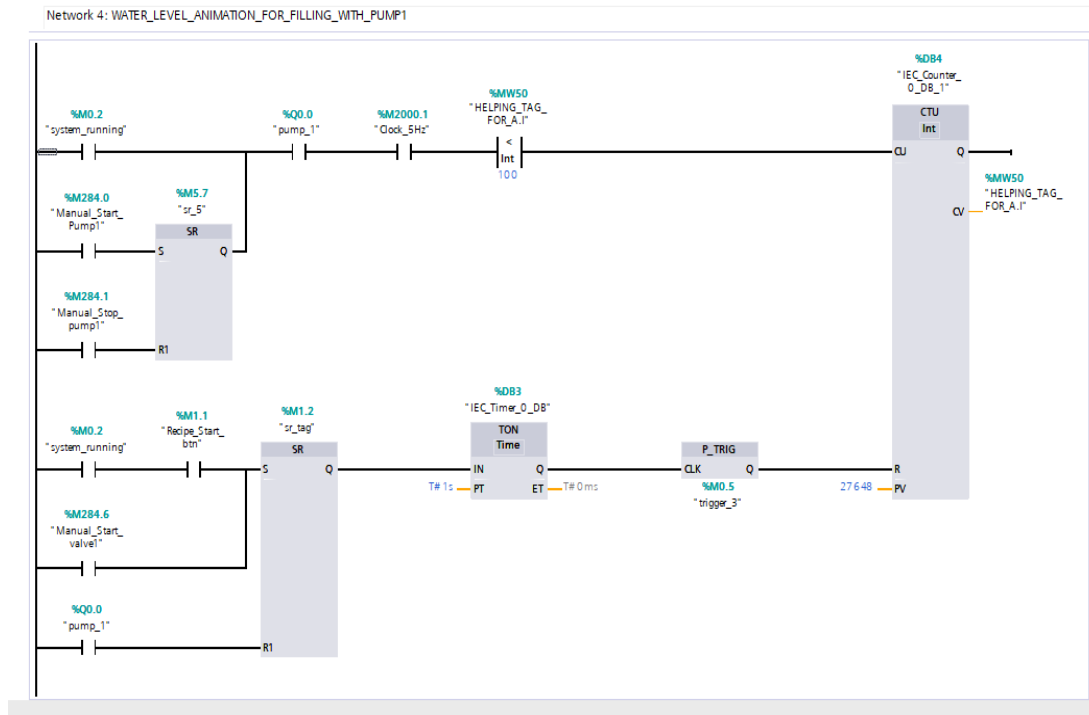 Network 4: WATER_LEVEL_ANIMATION_FOR_FILLING_WITH_PUMP1
%DB4
"IEC_Counter_
0_DB_1"
CTU
Int
%M0.2
"system_running"
%Q0.0
"pump_1"
%M2000.1
"Clock_5Hz"
%MW50
"HELPING_TAG_
FOR_A.I"
<
Int
100
CU
Q
%MW50
"HELPING_TAG_
FOR_A.I"
CV
%M284.0
"Manual_Start_
Pump1"
%M5.7
"sr_5"
SR
S
Q
%M284.1
"Manual_Stop_
pump1"
R1
%M0.2
"system_running"
%M1.1
"Recipe_Start_
btn"
%M1.2
"sr_tag"
SR
S
Q
%DB3
"IEC_Timer_0_DB"
TON
Time
IN
Q
T#1s
PT
ET
T#0ms
P_TRIG
CLK
Q
%M0.5
"trigger_3"
R
27648
PV
%M284.6
"Manual_Start_
valve1"
%Q0.0
"pump_1"
R1